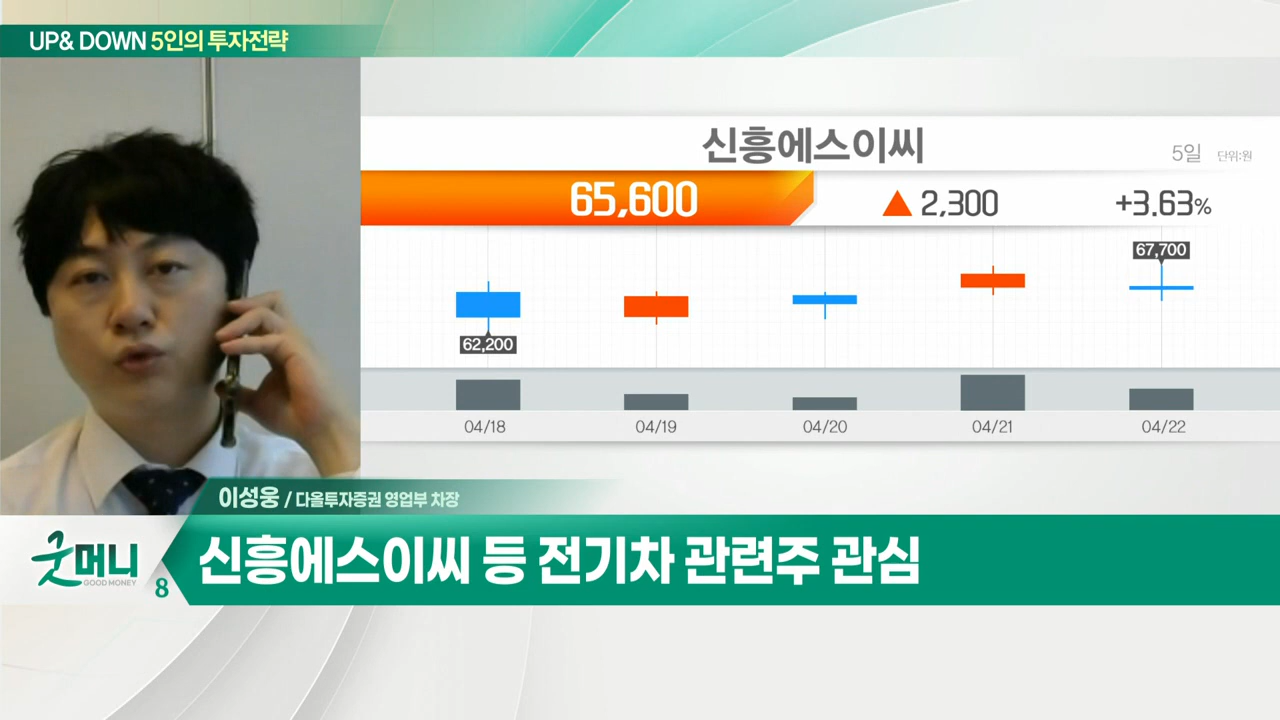 UP& DOWN 5인의 투자전략
신흥에스이씨
5일 단위:원
65,600 ▲ 2,300 +3.63%
67,700
62,200
04/18 04/19 04/20 04/21 04/22
이성웅 / 다올투자증권 영업부 차장
굿머니
GOOD MONEY
8
신흥에스이씨 등 전기차 관련주 관심